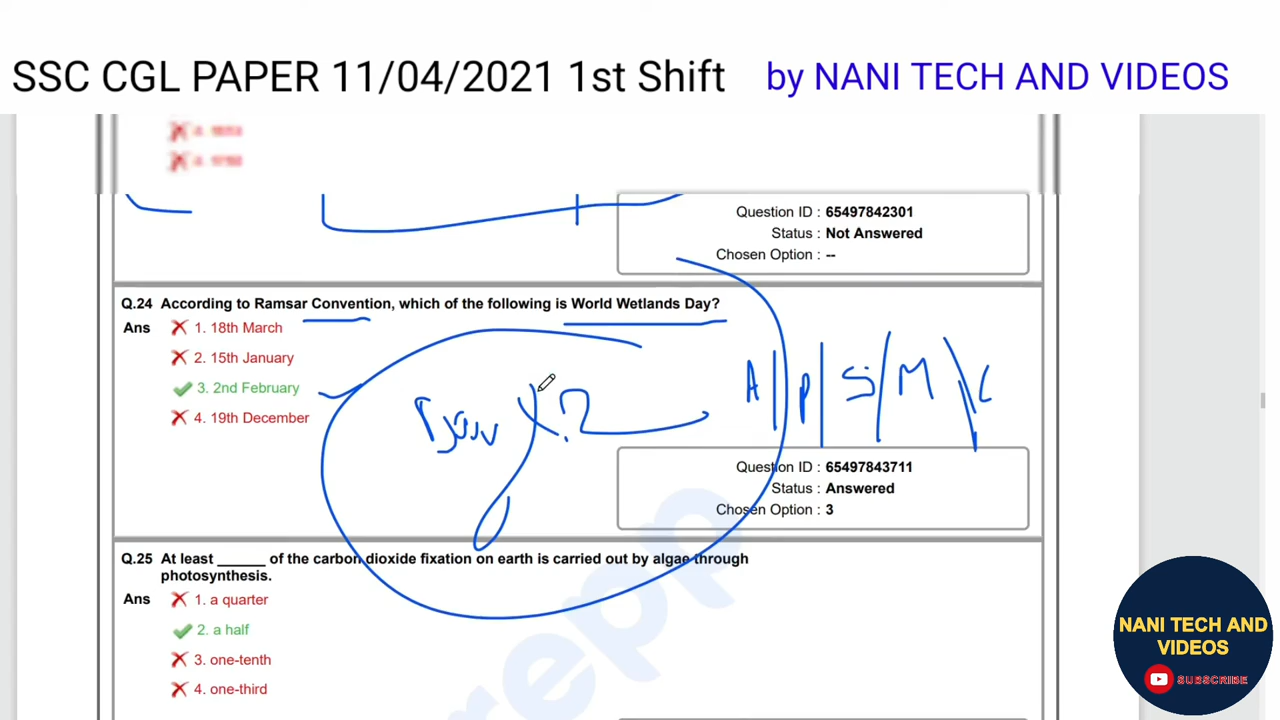 SSC CGL PAPER 11/04/2021 1st Shift by NANI TECH AND VIDEOS
Question ID : 65497842301
Status : Not Answered
Chosen Option : --
Q.24 According to Ramsar Convention, which of the following is World Wetlands Day?
Ans 1. 18th March
2. 15th January
3. 2nd February
4. 19th December
A P S M C
Question ID : 65497843711
Status : Answered
Chosen Option : 3
Q.25 At least ______ of the carbon dioxide fixation on earth is carried out by algae through
photosynthesis.
Ans 1. a quarter
2. a half
3. one-tenth
4. one-third
repp
NANI TECH AND
VIDEOS
SUBSCRIBE